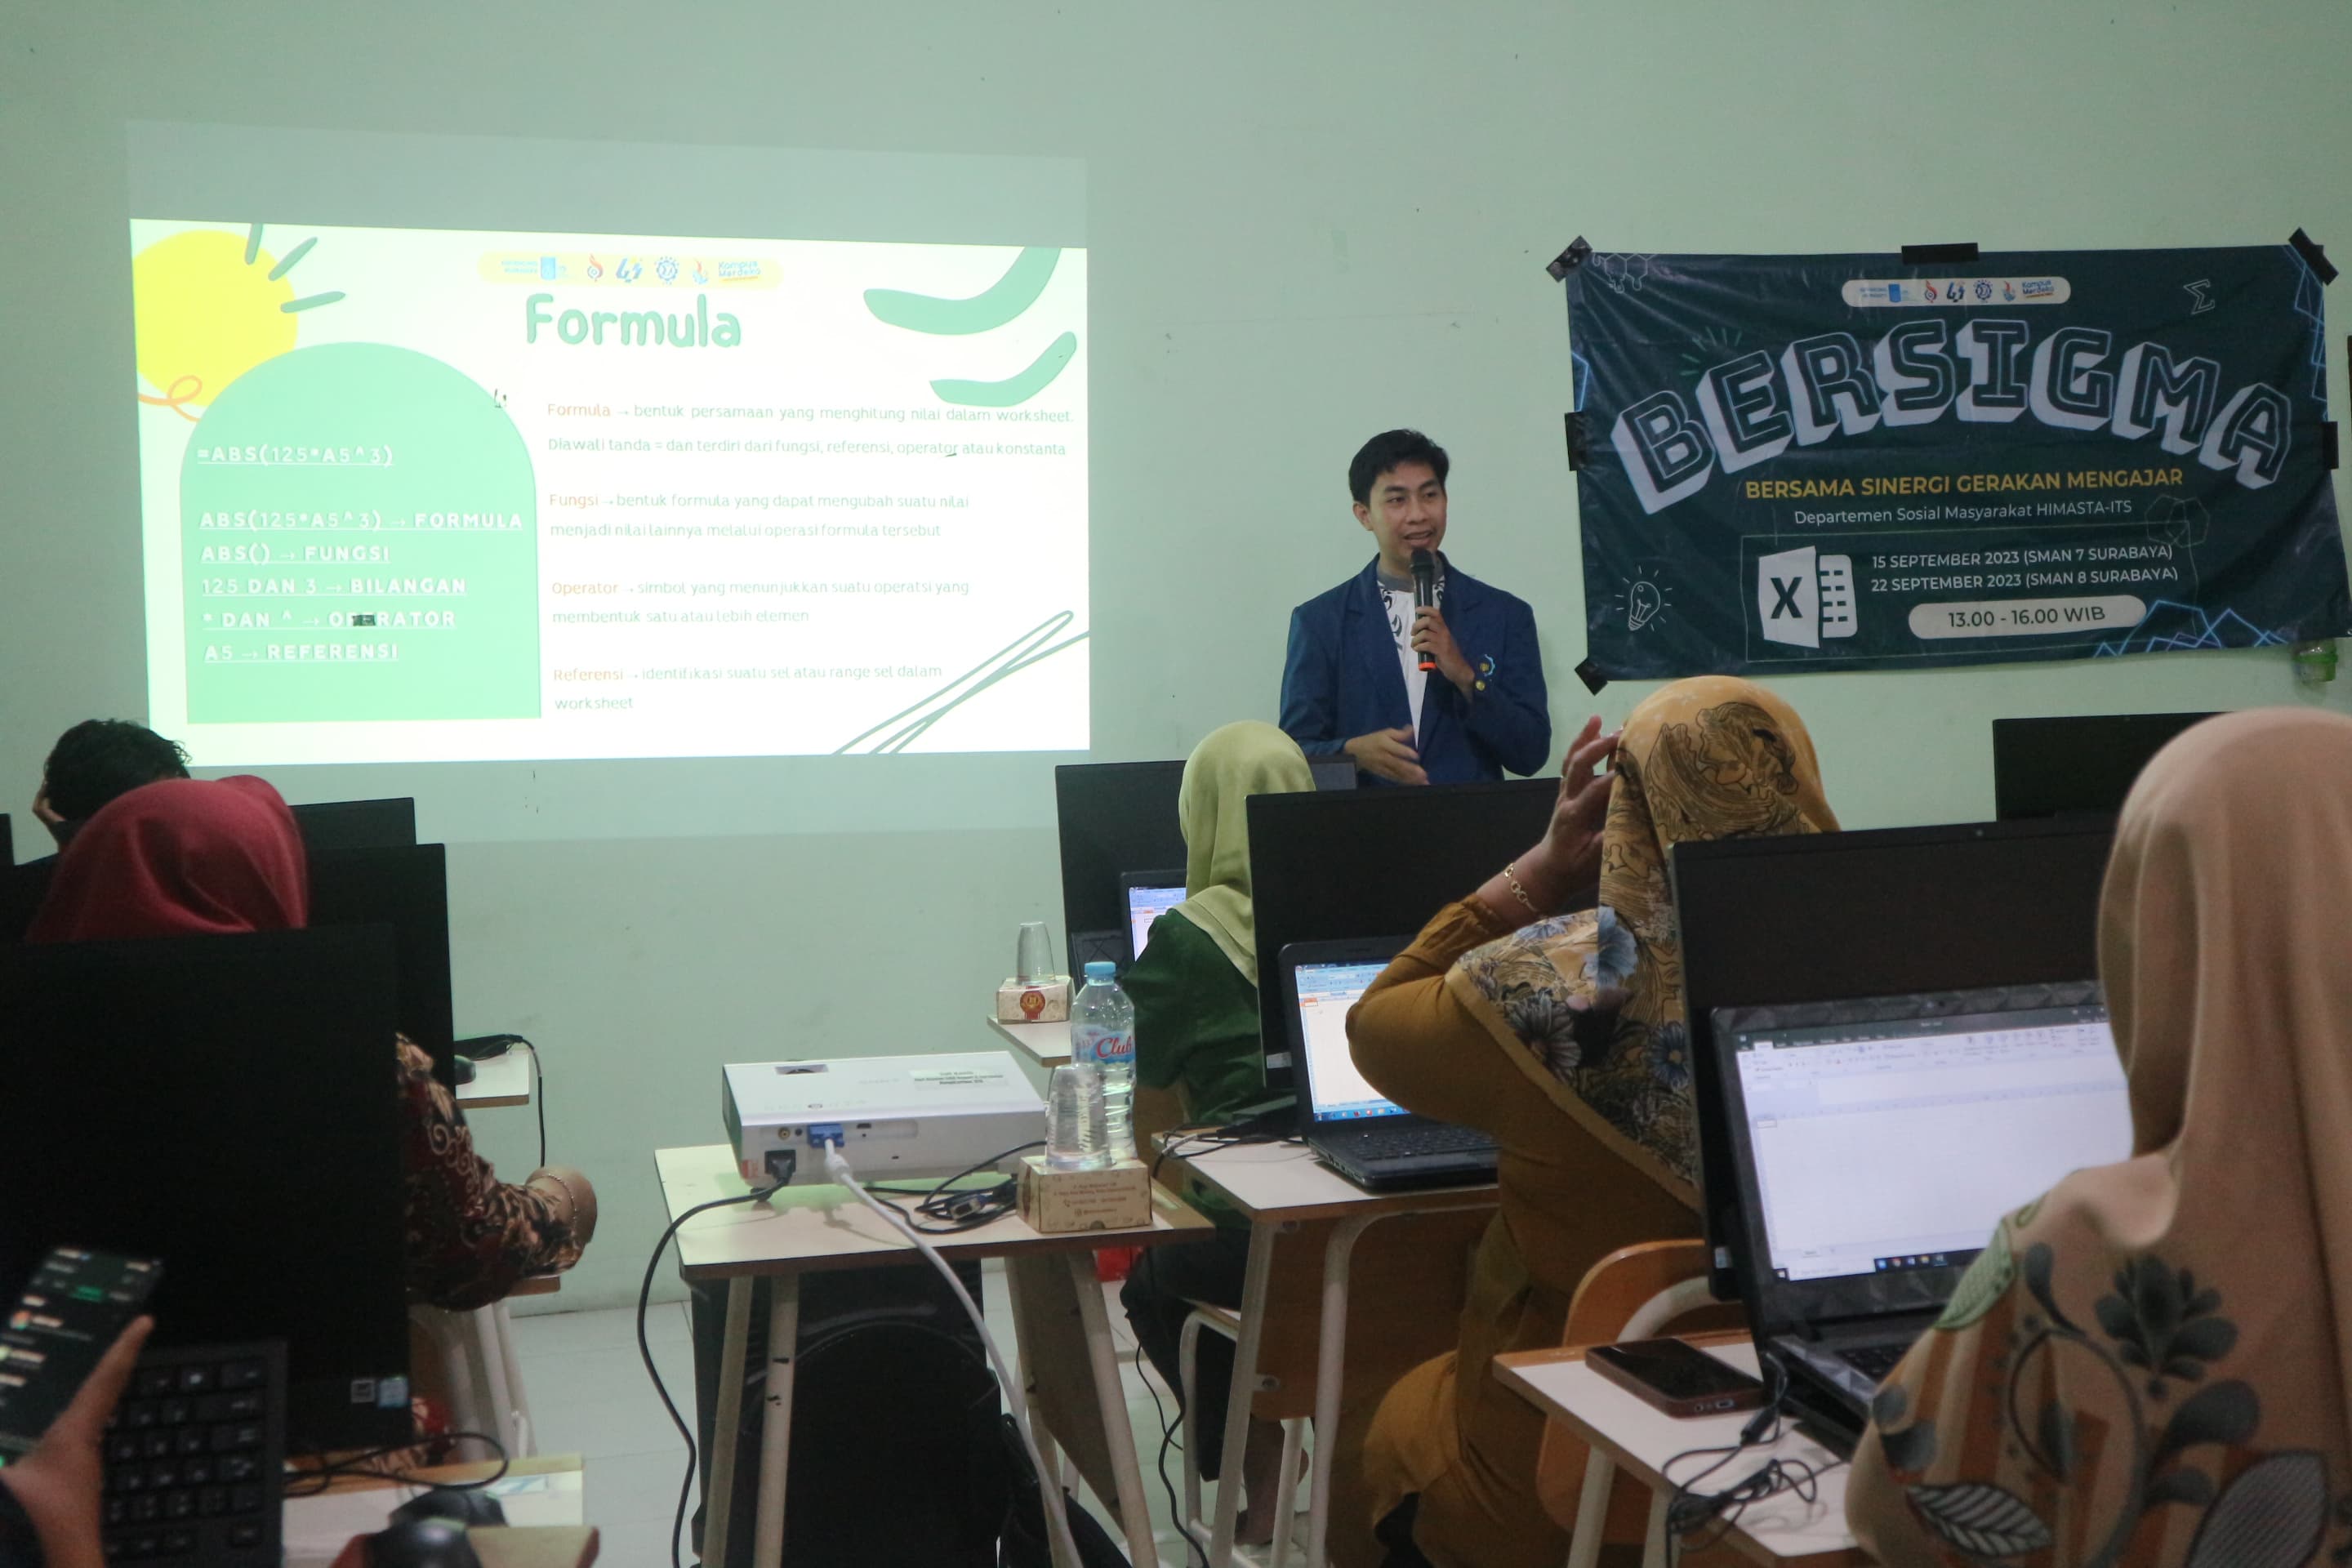 Kampus
Merdeka
Formula
=ABS(125*A5^3)
ABS(125*A5^3) → FORMULA
ABS() → FUNGSI
125 DAN 3 → BILANGAN
* DAN ^ → OPERATOR
A5 → REFERENSI
Formula → bentuk persamaan yang menghitung nilai dalam worksheet.
Diawali tanda = dan terdiri dari fungsi, referensi, operator atau konstanta
Fungsi → bentuk formula yang dapat mengubah suatu nilai
menjadi nilai lainnya melalui operasi formula tersebut
Operator → simbol yang menunjukkan suatu operatsi yang
membentuk satu atau lebih elemen
Referensi → identifikasi suatu sel atau range sel dalam
worksheet
Kampus
Merdeka
Σ
BERSIGMA
BERSAMA SINERGI GERAKAN MENGAJAR
Departemen Sosial Masyarakat HIMASTA-ITS
X
15 SEPTEMBER 2023 (SMAN 7 SURABAYA)
22 SEPTEMBER 2023 (SMAN 8 SURABAYA)
13.00 - 16.00 WIB
Club